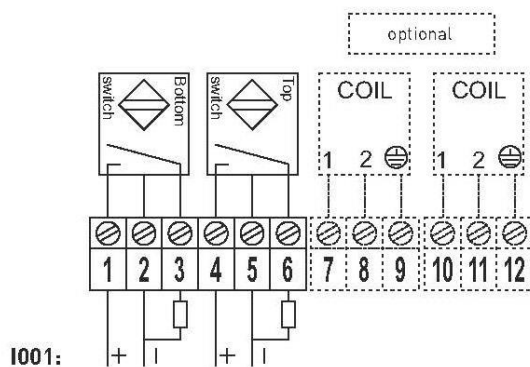 optional
Bottom switch
Top switch
COIL
COIL
1 2
1 2
1 2 3 4 5 6 7 8 9 10 11 12
I001: + − + −